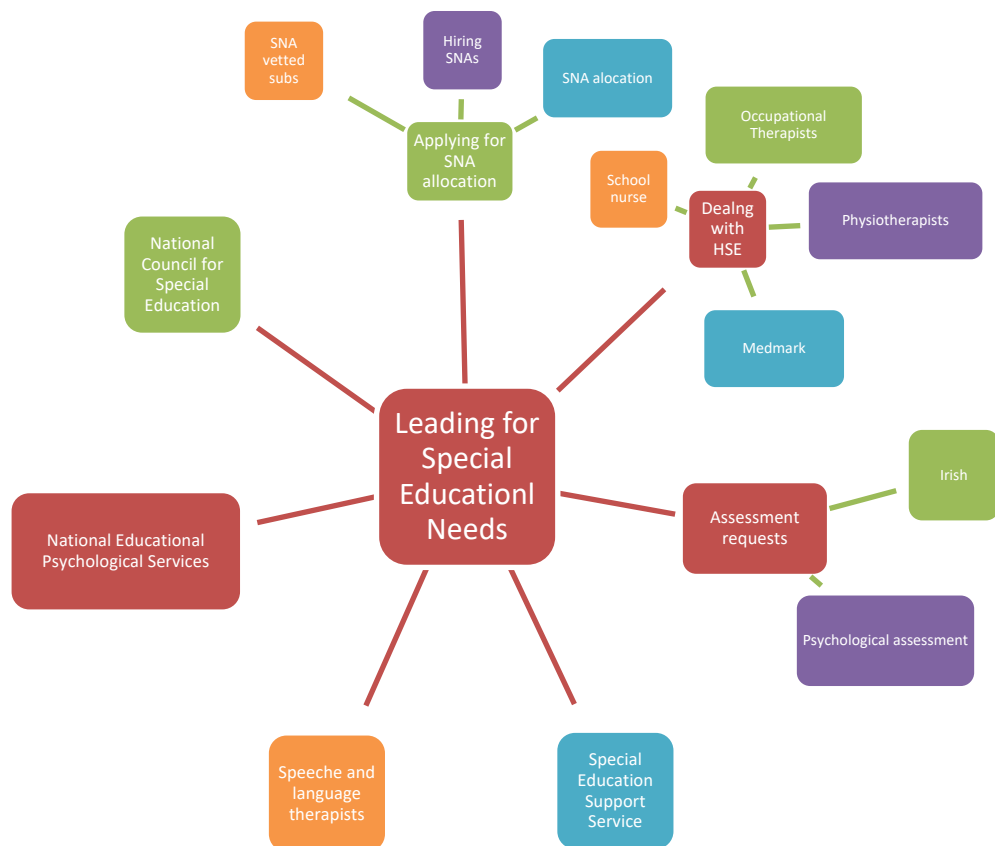 SNA
vetted
subs
Hiring
SNAs
SNA alocation
Applying for
SNA
allocation
Occupational
Therapists
School
nurse
Dealng
with
HSE
Physiotherapists
Medmark
National
Council for
Special
Education
Leading for
Special
Educationl
Needs
Irish
Assessment
requests
Psychological assessment
National Educational
Psychological Services
Speeche and
language
therapists
Special
Education
Support
Service